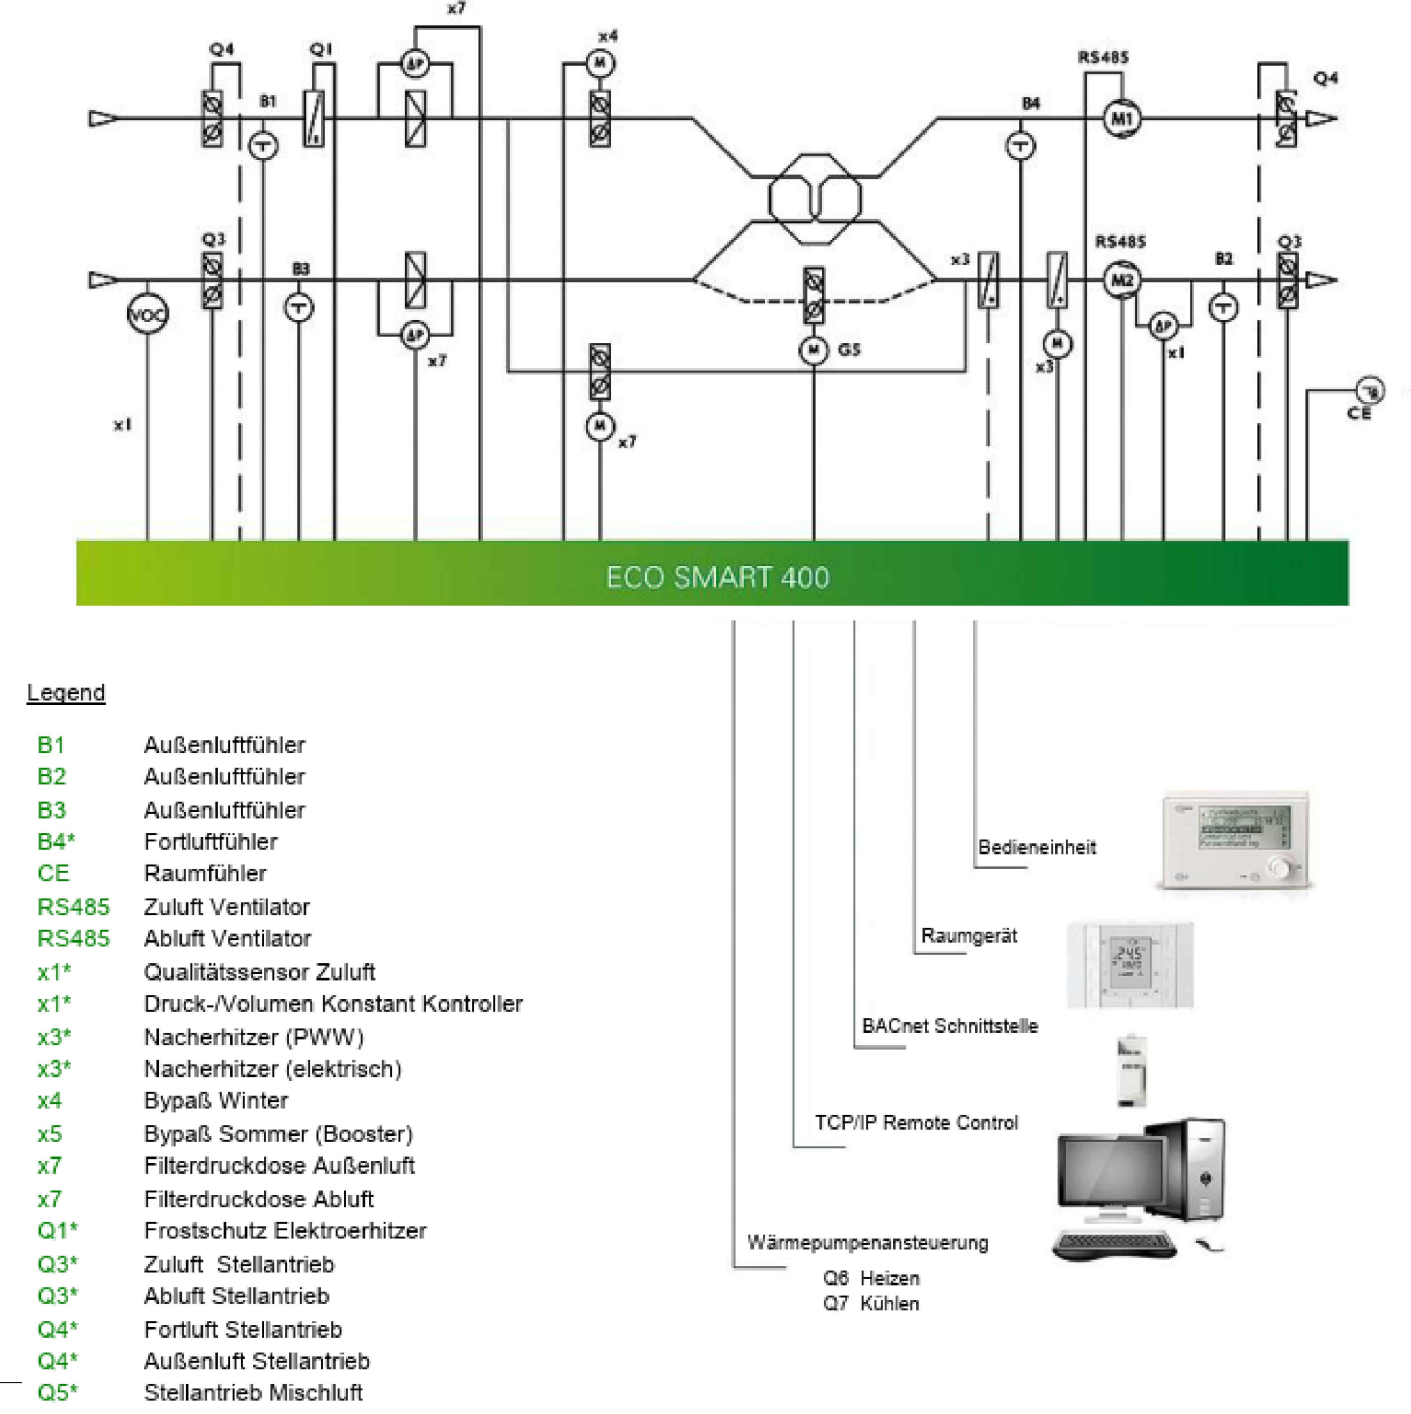 x7
Q4
Q1
ΔP
x4
M
RS485
Q4
B1
B4
M1
Q3
B3
x3
RS485
M2
B2
Q3
VOC
ΔP
x7
M
G5
M
x3
ΔP
x1
CE
x1
M
x7
ECO SMART 400
Legend
B1 Außenluftfühler
B2 Außenluftfühler
B3 Außenluftfühler
B4* Fortluftfühler
CE Raumfühler
RS485 Zuluft Ventilator
RS485 Abluft Ventilator
x1* Qualitätssensor Zuluft
x1* Druck-/Volumen Konstant Kontroller
x3* Nacherhitzer (PWW)
x3* Nacherhitzer (elektrisch)
x4 Bypaß Winter
x5 Bypaß Sommer (Booster)
x7 Filterdruckdose Außenluft
x7 Filterdruckdose Abluft
Q1* Frostschutz Elektroerhitzer
Q3* Zuluft Stellantrieb
Q3* Abluft Stellantrieb
Q4* Fortluft Stellantrieb
Q4* Außenluft Stellantrieb
Q5* Stellantrieb Mischluft
Bedieneinheit
Raumgerät
24.5
BACnet Schnittstelle
TCP/IP Remote Control
Wärmepumpenansteuerung
Q6 Heizen
Q7 Kühlen